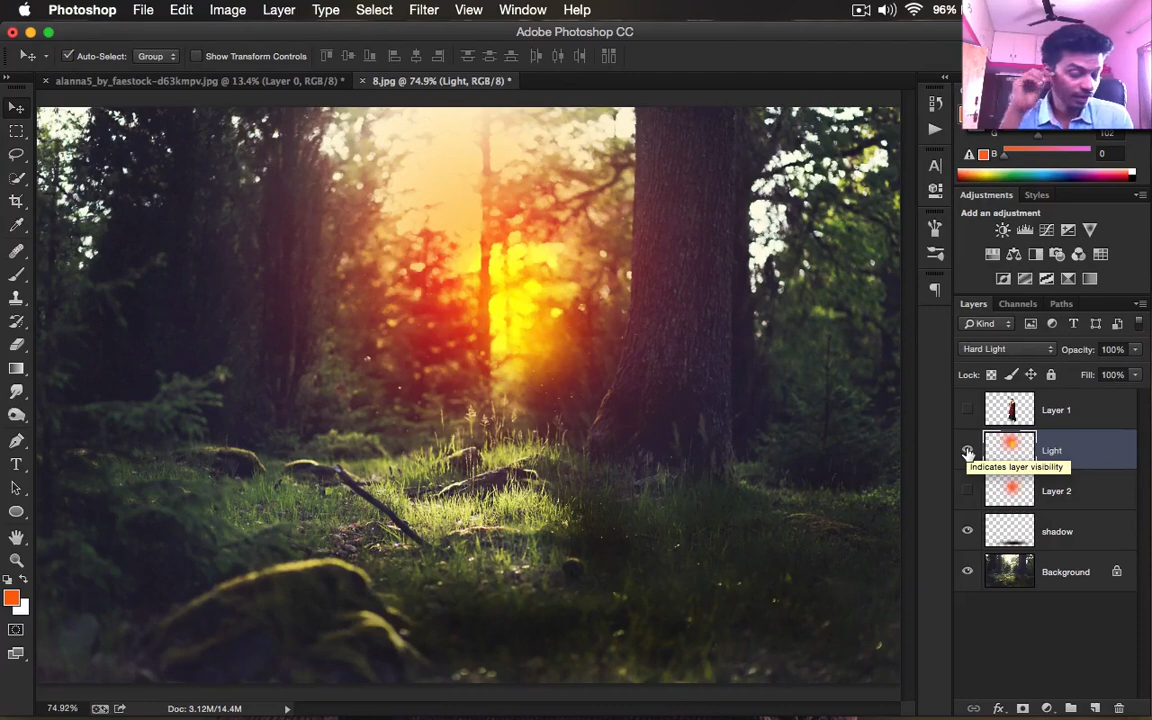 Photoshop File Edit Image Layer Type Select Filter View Window Help 96%
Adobe Photoshop CC
Auto-Select: Group Show Transform Controls
alanna5_by_faestock-d63kmpv.jpg @ 13.4% (Layer 0, RGB/8) * 8.jpg @ 74.9% (Light, RGB/8) *
G 102
B 0
Adjustments Styles
Add an adjustment
Layers Channels Paths
Kind
Hard Light Opacity: 100%
Lock: Fill: 100%
Layer 1
Light
Indicates layer visibility
Layer 2
shadow
Background
74.92% Doc: 3.12M/14.4M